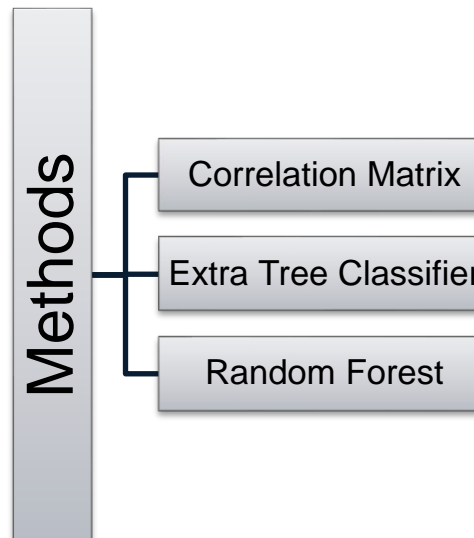 Methods
Correlation Matrix
Extra Tree Classifier
Random Forest